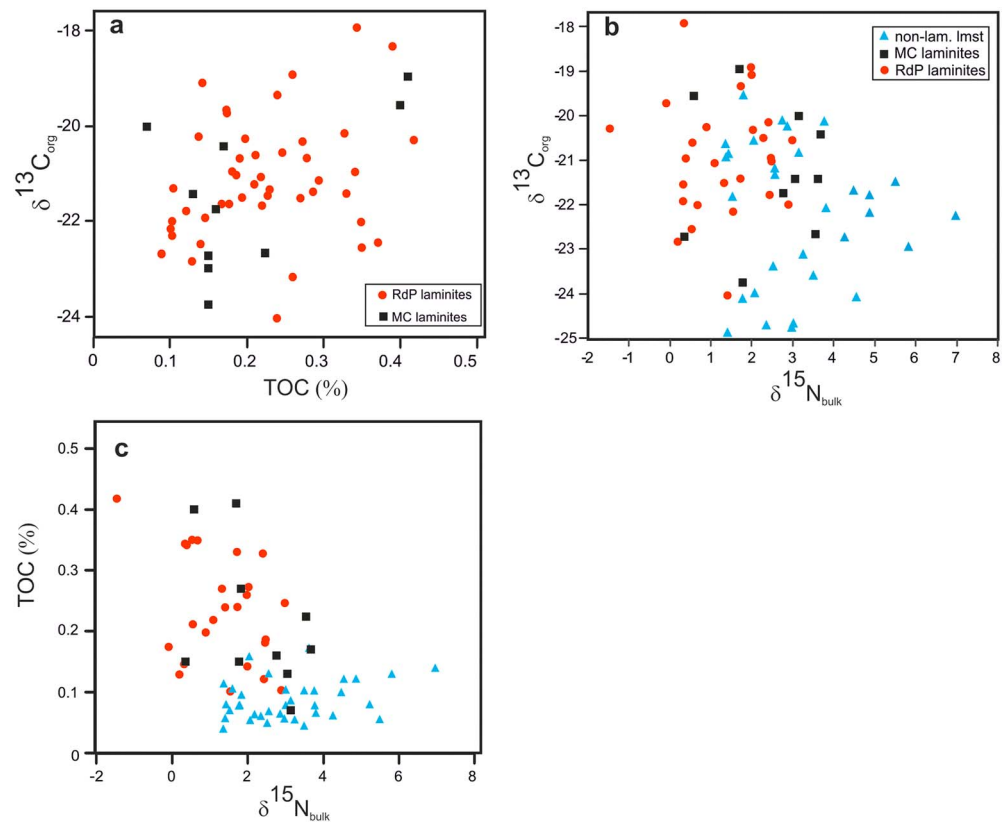 a
-18
-20
-22
-24
δ13Corg
0
0.1
0.2
0.3
0.4
0.5
TOC (%)
RdP laminites
MC laminites
b
-18
-19
-20
-21
-22
-23
-24
-25
δ13Corg
-2
-1
0
1
2
3
4
5
6
7
8
δ15Nbulk
non-lam. lmst
MC laminites
RdP laminites
c
0.5
0.4
0.3
0.2
0.1
0
TOC (%)
-2
0
2
4
6
8
δ15Nbulk